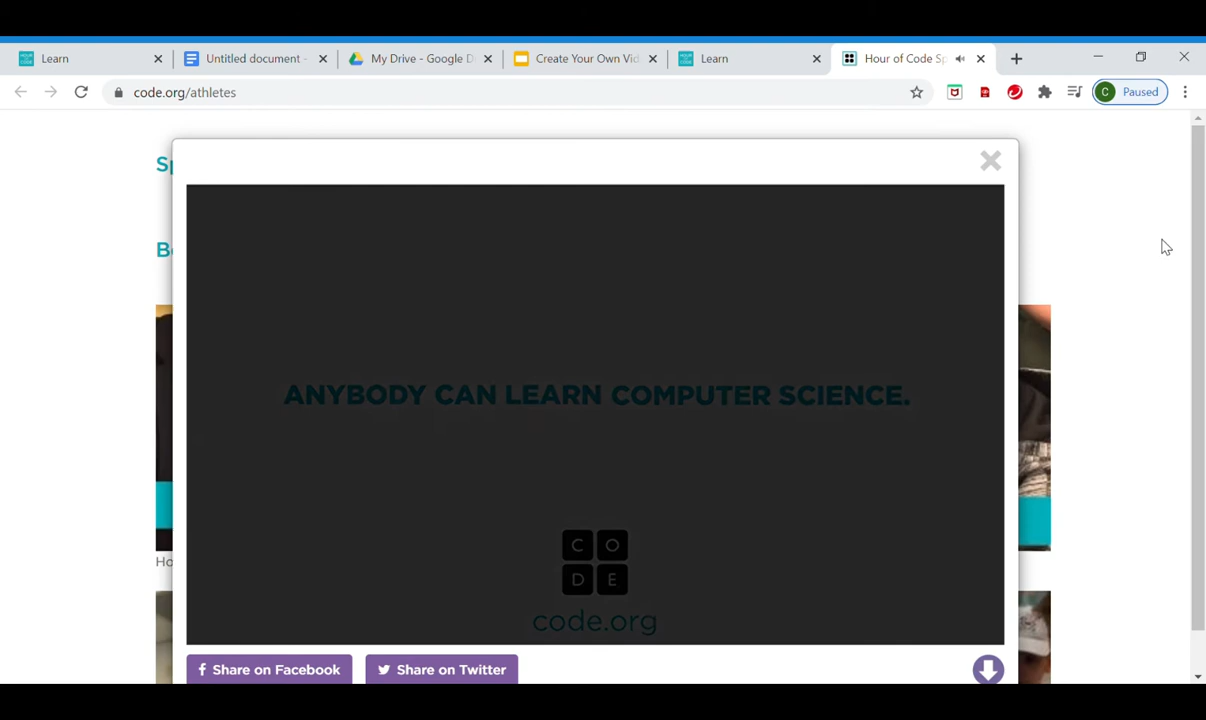 Learn
Untitled document -
My Drive - Google D
Create Your Own Vid
Learn
Hour of Code Sp
code.org/athletes
C
Paused
ANYBODY CAN LEARN COMPUTER SCIENCE.
C O
D E
code.org
Ho
Share on Facebook
Share on Twitter